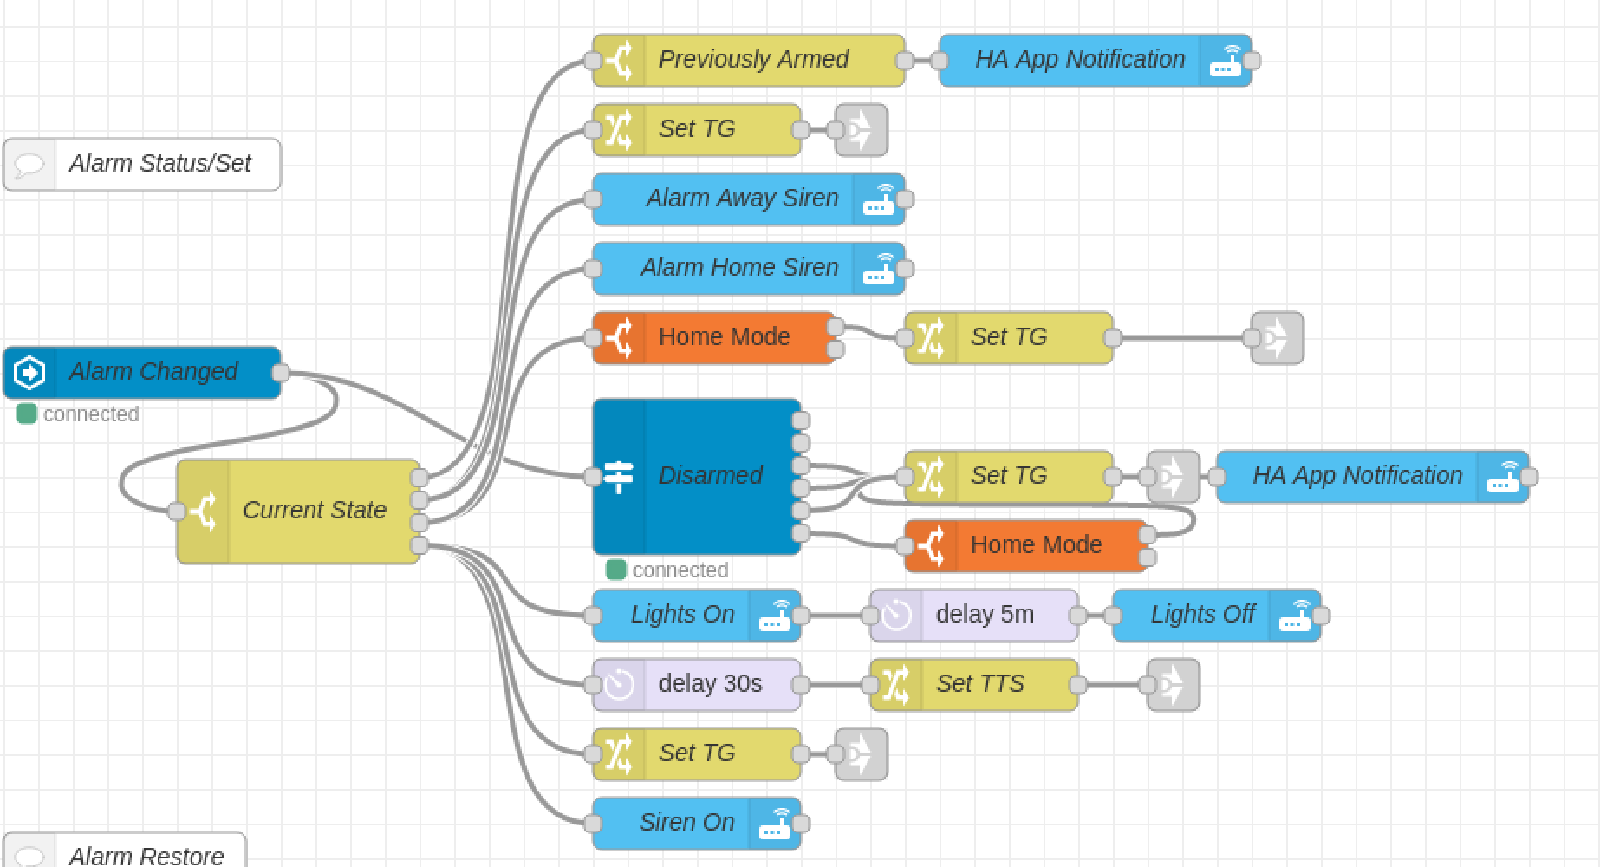 Previously Armed
HA App Notification
Set TG
Alarm Status/Set
Alarm Away Siren
Alarm Home Siren
Home Mode
Set TG
Alarm Changed
connected
Disarmed
Set TG
HA App Notification
Current State
Home Mode
connected
Lights On
delay 5m
Lights Off
delay 30s
Set TTS
Set TG
Siren On
Alarm Restore